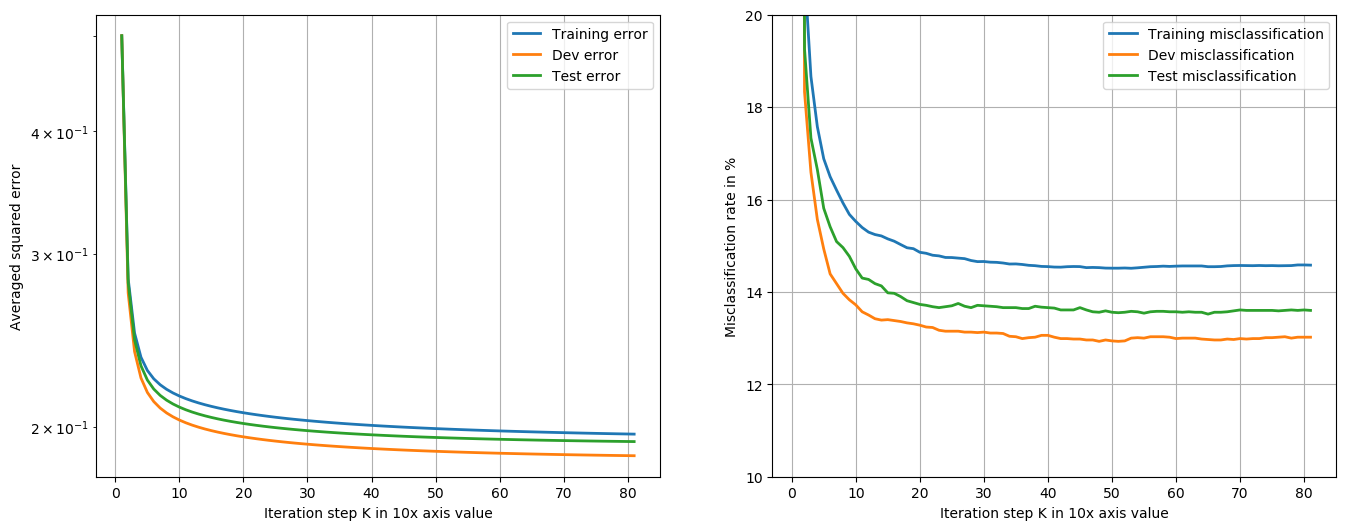 Averaged squared error
4 × 10⁻¹
3 × 10⁻¹
2 × 10⁻¹
Training error
Dev error
Test error
0 10 20 30 40 50 60 70 80
Iteration step K in 10x axis value
Misclassification rate in %
20
18
16
14
12
10
Training misclassification
Dev misclassification
Test misclassification
0 10 20 30 40 50 60 70 80
Iteration step K in 10x axis value